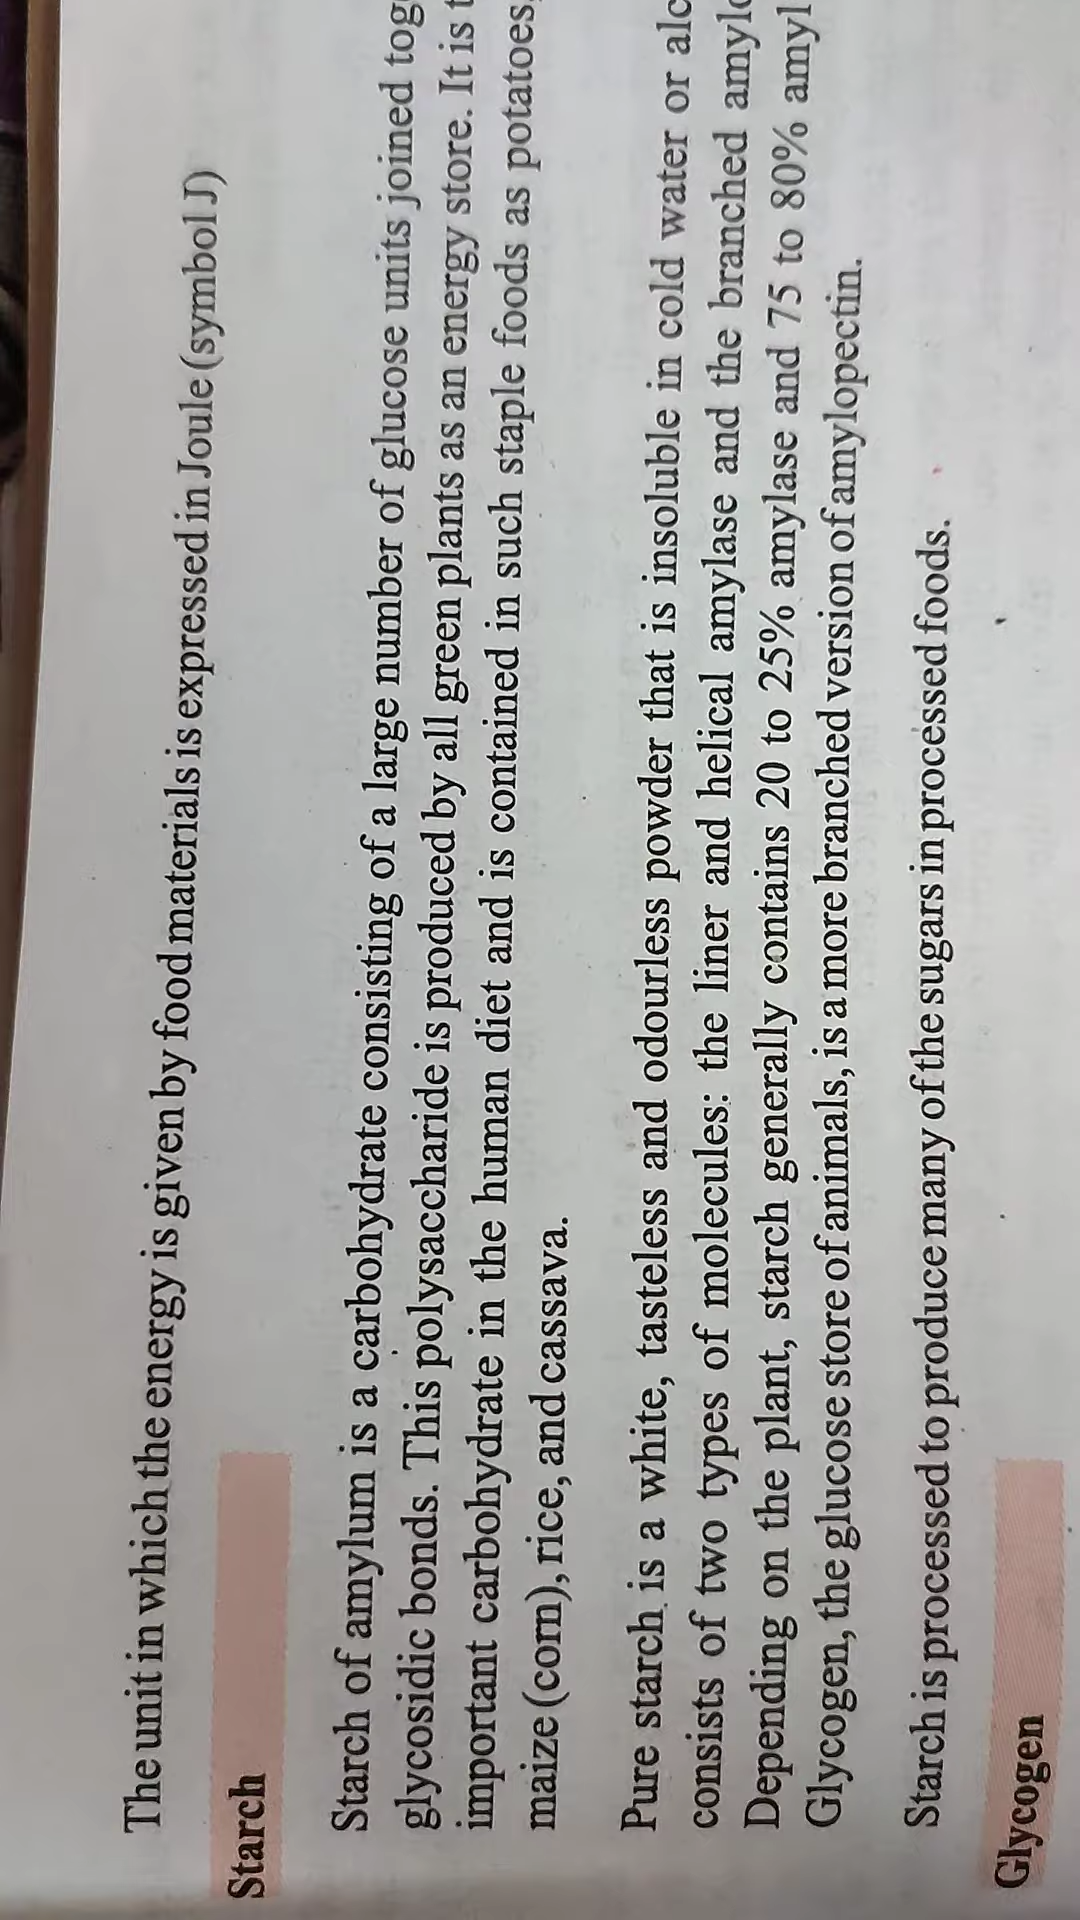 The unit in which the energy is given by food materials is expressed in Joule (symbol J)
Starch
Starch of amylum is a carbohydrate consisting of a large number of glucose units joined
glycosidic bonds. This polysaccharide is produced by all green plants as an energy store. It is
important carbohydrate in the human diet and is contained in such staple foods as potatoes,
maize (corn), rice, and cassava.
Pure starch is a white, tasteless and odourless powder that is insoluble in cold water or
consists of two types of molecules: the liner and helical amylase and the branched
Depending on the plant, starch generally contains 20 to 25% amylase and 75 to 80%
Glycogen, the glucose store of animals, is a more branched version of amylopectin.
Starch is processed to produce many of the sugars in processed foods.
Glycogen